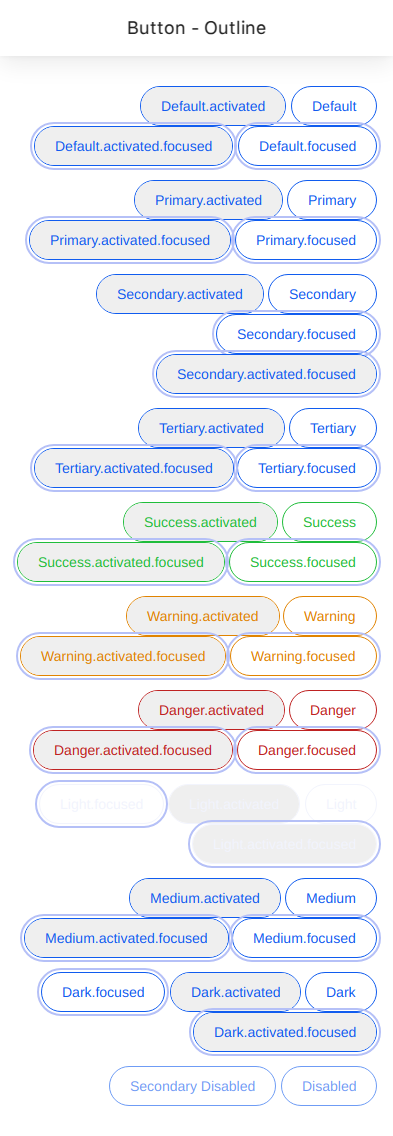 Button - Outline
Default.activated Default
Default.activated.focused Default.focused
Primary.activated Primary
Primary.activated.focused Primary.focused
Secondary.activated Secondary
Secondary.focused
Secondary.activated.focused
Tertiary.activated Tertiary
Tertiary.activated.focused Tertiary.focused
Success.activated Success
Success.activated.focused Success.focused
Warning.activated Warning
Warning.activated.focused Warning.focused
Danger.activated Danger
Danger.activated.focused Danger.focused
Light.focused Light.activated Light
Light.activated.focused
Medium.activated Medium
Medium.activated.focused Medium.focused
Dark.focused Dark.activated Dark
Dark.activated.focused
Secondary Disabled Disabled